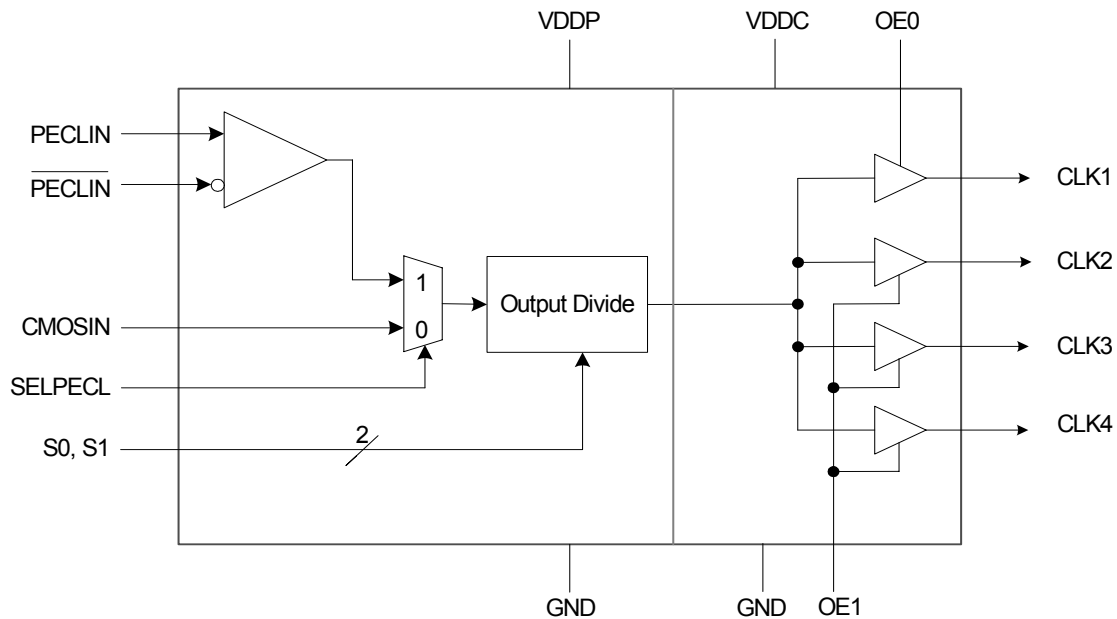 VDDP
VDDC
OE0
PECLIN
PECLIN
CMOSIN
SELPECL
S0, S1
2
1
0
Output Divide
CLK1
CLK2
CLK3
CLK4
GND
GND
OE1